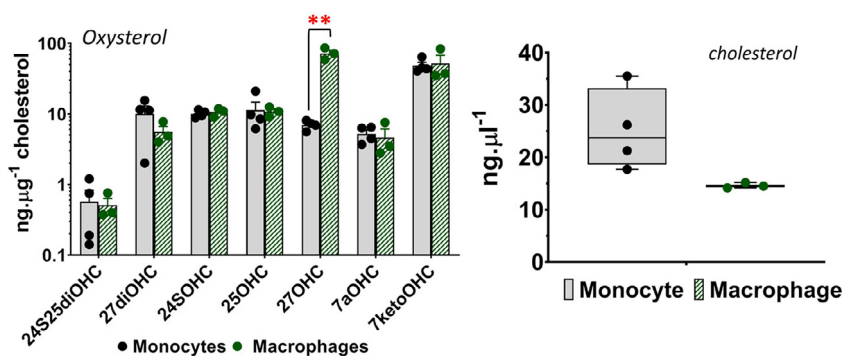 Oxysterol
**
ng.µg-1 cholesterol
100
10
1
0.1
24S25diOHC
27diOHC
24SOHC
25OHC
27OHC
7aOHC
7ketoOHC
Monocytes Macrophages
cholesterol
ng.µl-1
40
30
20
10
0
Monocyte Macrophage